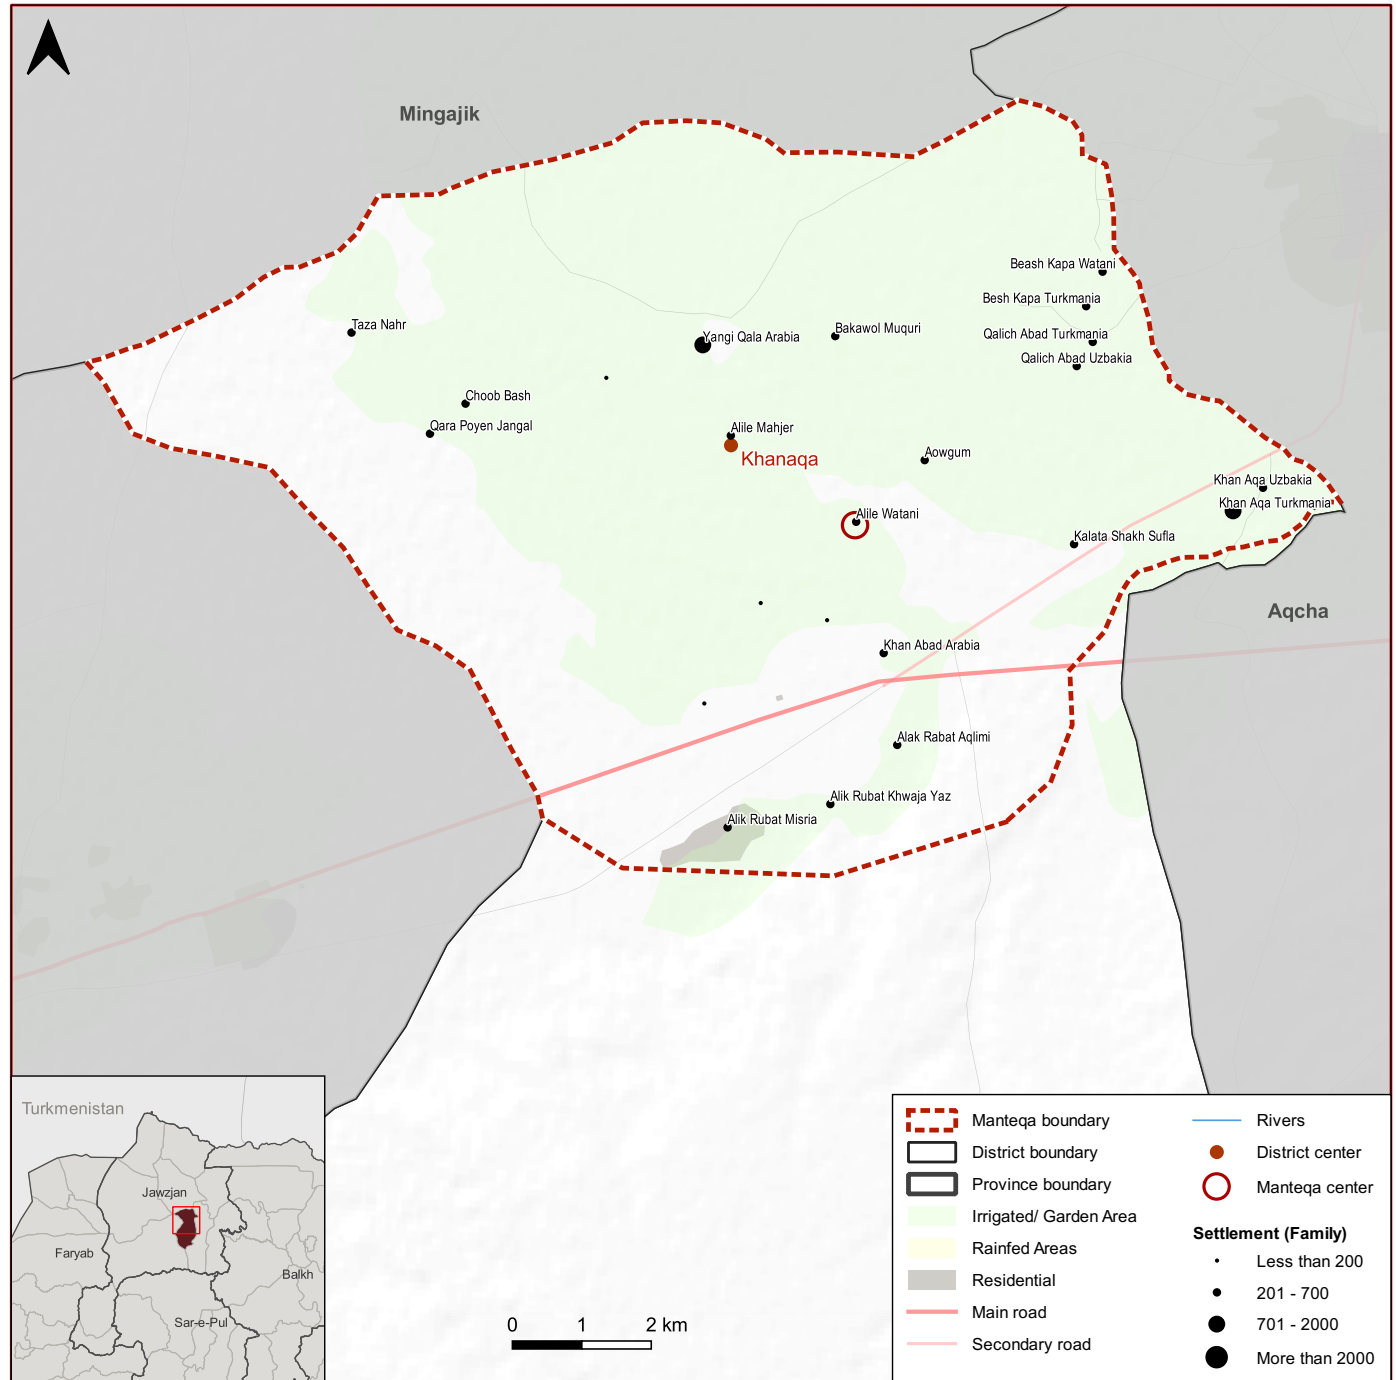 Mingajik
Beash Kapa Watani
Besh Kapa Turkmania
Taza Nahr
Bakawol Muquri
Yangi Qala Arabia
Qalich Abad Turkmania
Qalich Abad Uzbakia
Choob Bash
Qara Poyen Jangal
Alile Mahjer
Khanaqa
Aowgum
Khan Aqa Uzbakia
Khan Aqa Turkmania
Alile Watani
Kalata Shakh Sufla
Aqcha
Khan Abad Arabia
Alak Rabat Aqlimi
Alik Rubat Khwaja Yaz
Alik Rubat Misria
Turkmenistan
Jawzjan
Faryab
Balkh
Sar-e-Pul
0 1 2 km
Manteqa boundary
District boundary
Province boundary
Irrigated/ Garden Area
Rainfed Areas
Residential
Main road
Secondary road
Rivers
District center
Manteqa center
Settlement (Family)
Less than 200
201 - 700
701 - 2000
More than 2000